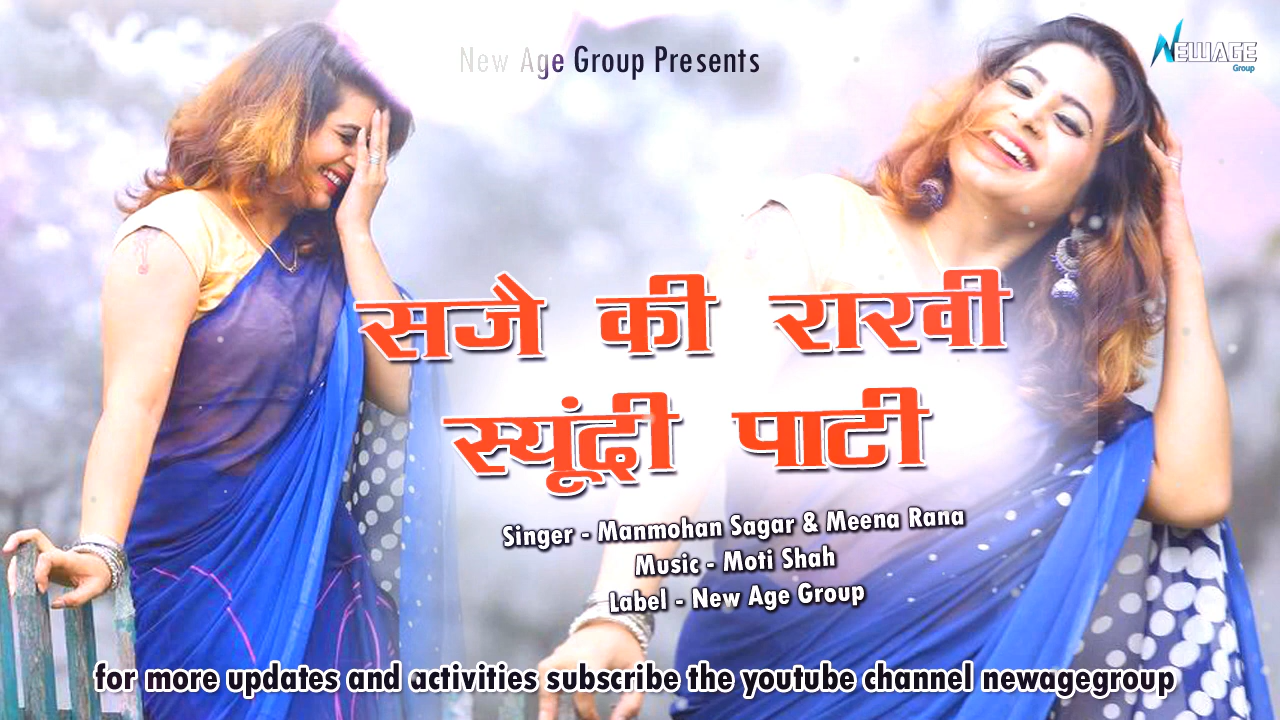 New Age Group Presents
NEWAGE
Group
सजे की राखी
स्यूंदी पाटी
Singer - Manmohan Sagar & Meena Rana
Music - Moti Shah
Label - New Age Group
for more updates and activities subscribe the youtube channel newagegroup